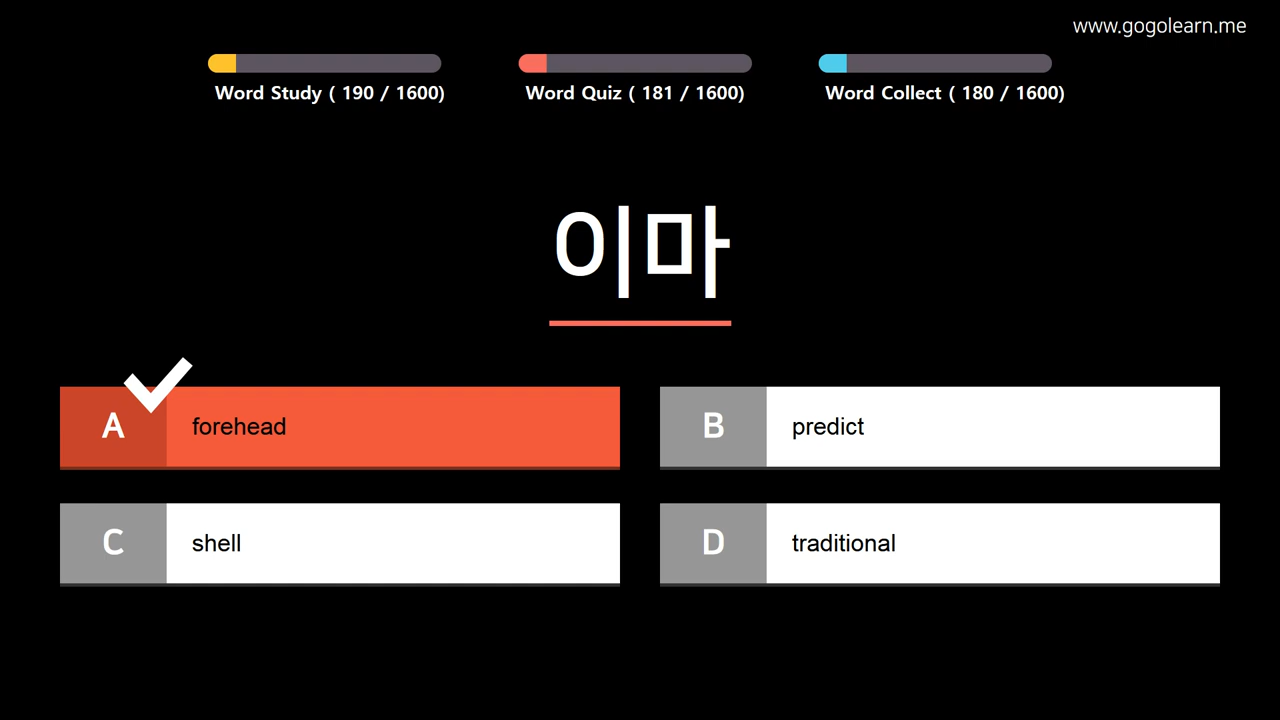 www.gogolearn.me
Word Study ( 190 / 1600)
Word Quiz ( 181 / 1600)
Word Collect ( 180 / 1600)
이마
A forehead
B predict
C shell
D traditional